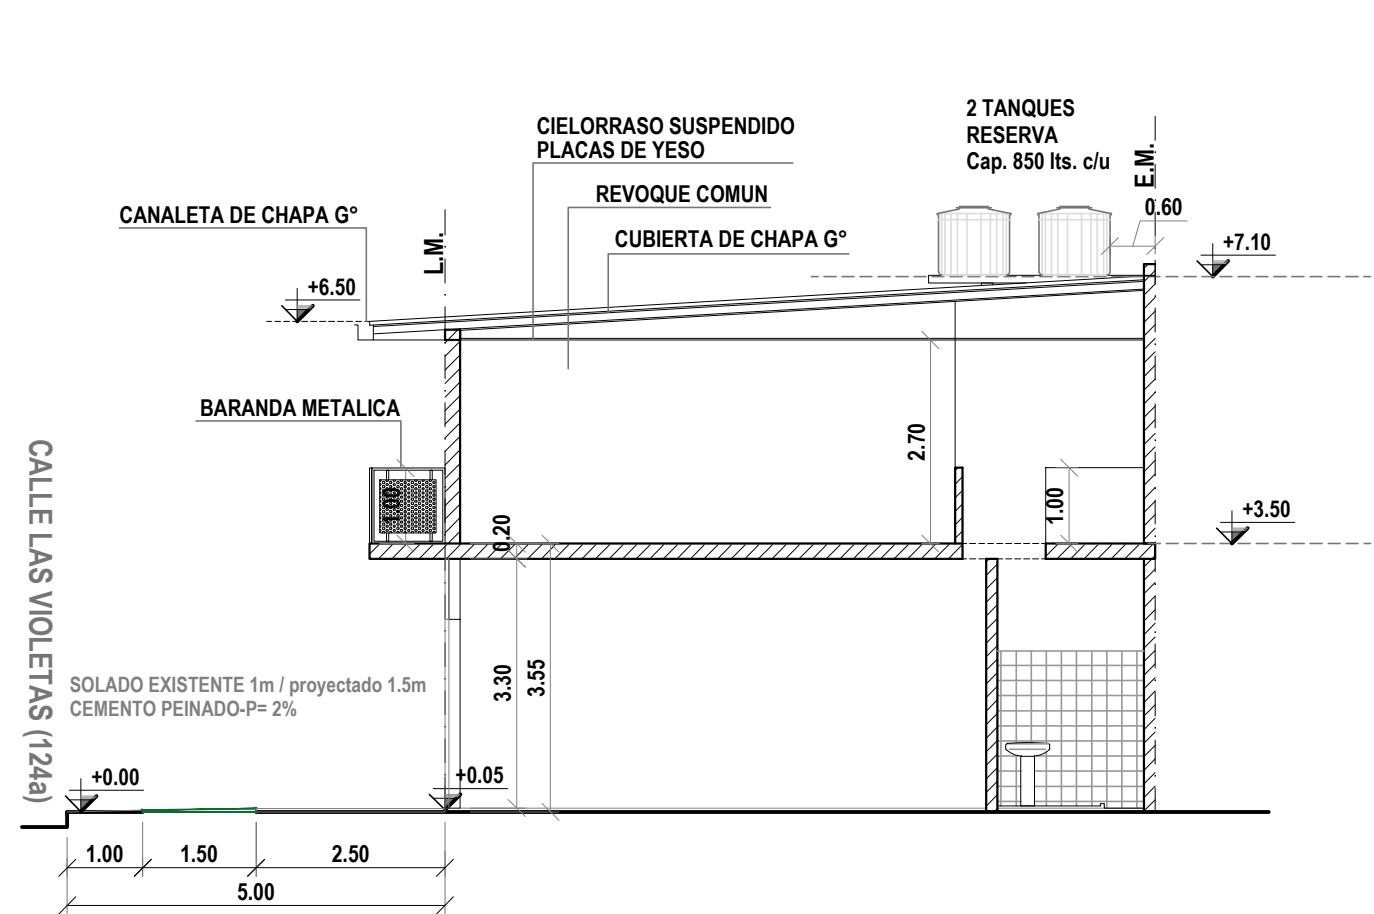 2 TANQUES
RESERVA
Cap. 850 lts. c/u
E.M.
0.60
CIELORRASO SUSPENDIDO
PLACAS DE YESO
REVOQUE COMUN
CANALETA DE CHAPA G°
CUBIERTA DE CHAPA G°
L.M.
+7.10
+6.50
BARANDA METALICA
2.70
1.00
1.00
0.20
+3.50
CALLE LAS VIOLETAS (124a)
3.30
3.55
SOLADO EXISTENTE 1m / proyectado 1.5m
CEMENTO PEINADO-P= 2%
+0.00
+0.05
1.00
1.50
2.50
5.00